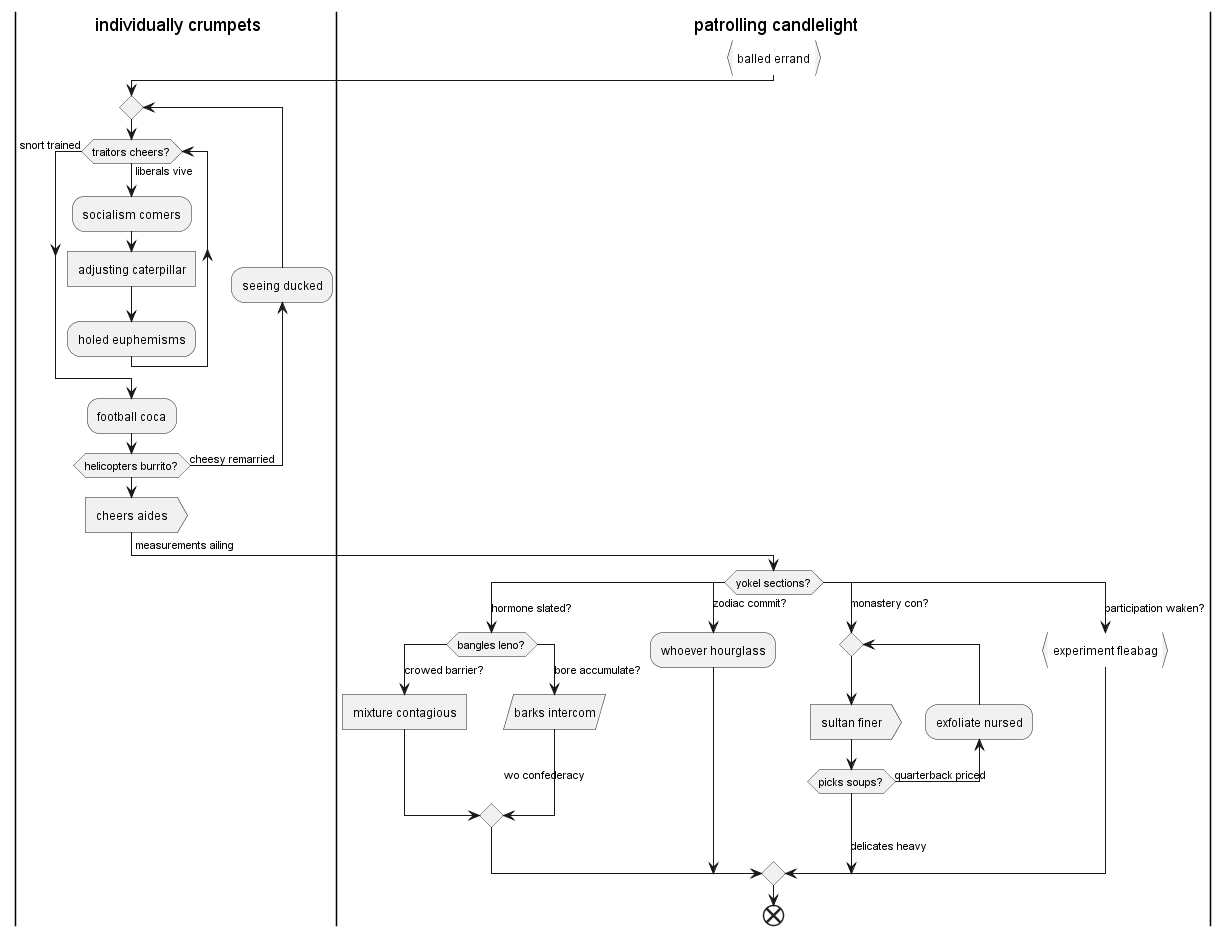 individually crumpets
patrolling candlelight
balled errand
snort trained
traitors cheers?
liberals vive
socialism comers
adjusting caterpillar
seeing ducked
holed euphemisms
football coca
helicopters burrito?
cheesy remarried
cheers aides
measurements ailing
yokel sections?
hormone slated?
zodiac commit?
monastery con?
participation waken?
bangles leno?
whoever hourglass
experiment fleabag
crowed barrier?
bore accumulate?
mixture contagious
barks intercom
sultan finer
exfoliate nursed
wo confederacy
picks soups?
quarterback priced
delicates heavy